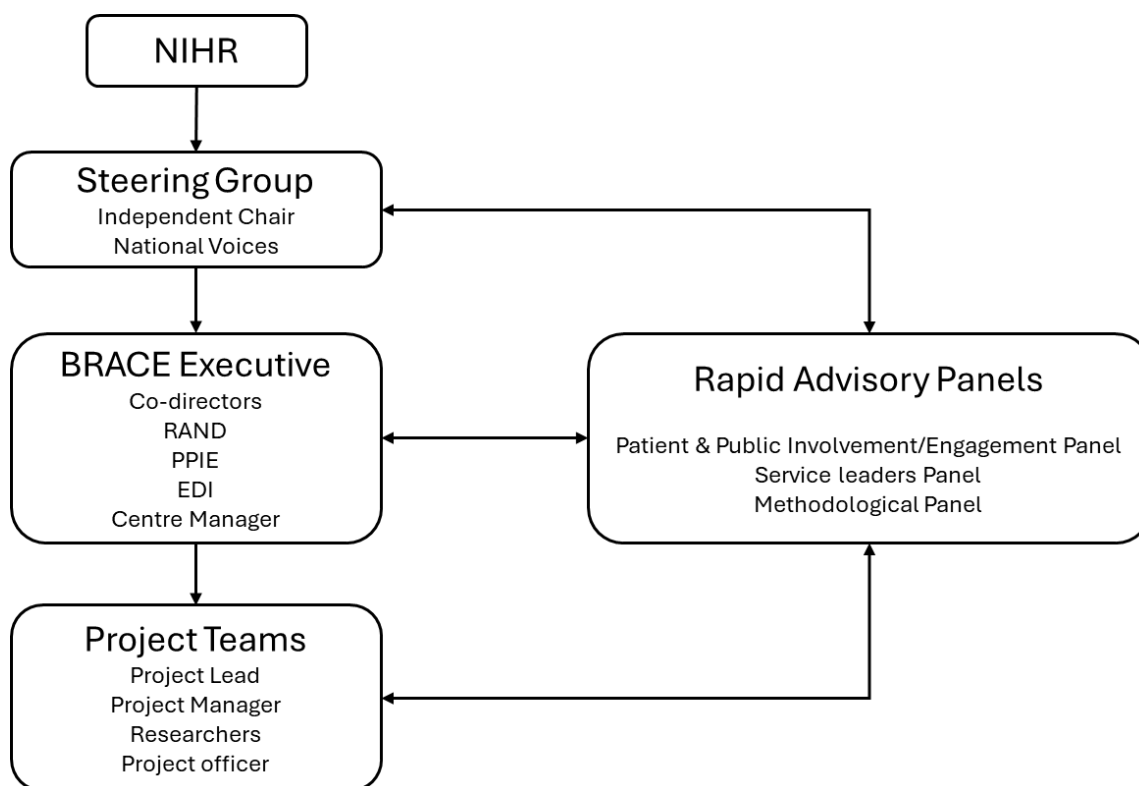 NIHR
Steering Group
Independent Chair
National Voices
BRACE Executive
Co-directors
RAND
PPIE
EDI
Centre Manager
Rapid Advisory Panels
Patient & Public Involvement/Engagement Panel
Service leaders Panel
Methodological Panel
Project Teams
Project Lead
Project Manager
Researchers
Project officer